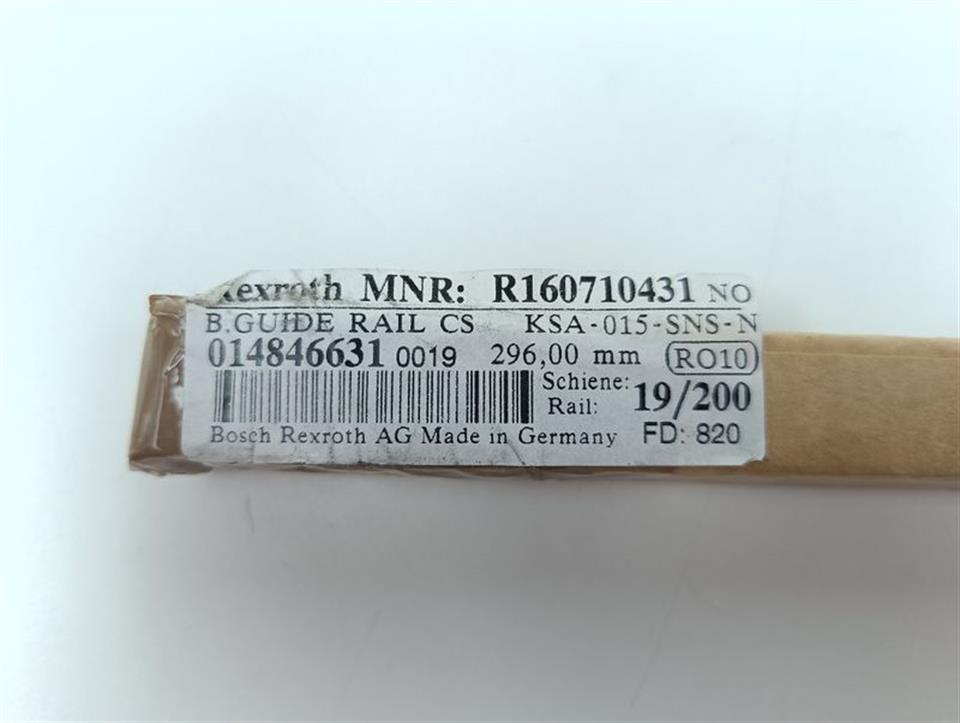 Rexroth MNR: R160710431 NO
B.GUIDE RAIL CS KSA-015-SNS-N
014846631 0019 296,00 mm RO10
Schiene:
Rail: 19/200
Bosch Rexroth AG Made in Germany FD: 820